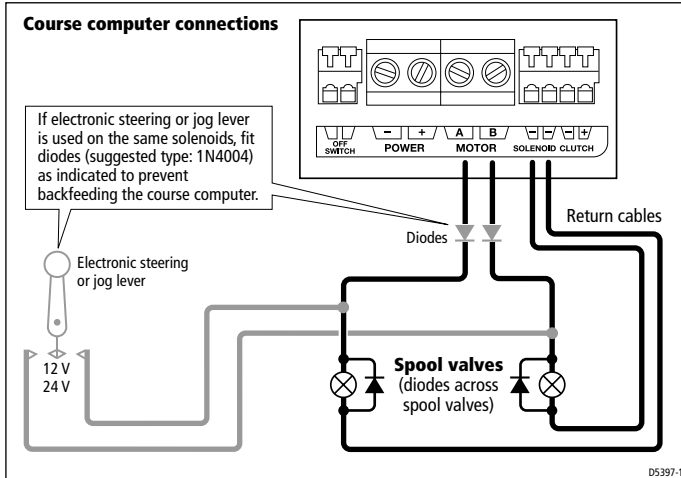 Course computer connections
If electronic steering or jog lever
is used on the same solenoids, fit
diodes (suggested type: 1N4004)
as indicated to prevent
backfeeding the course computer.
OFF
SWITCH
– +
POWER
A B
MOTOR
– –
SOLENOID
– +
CLUTCH
Diodes
Return cables
Electronic steering
or jog lever
12 V
24 V
Spool valves
(diodes across
spool valves)
D5397-1